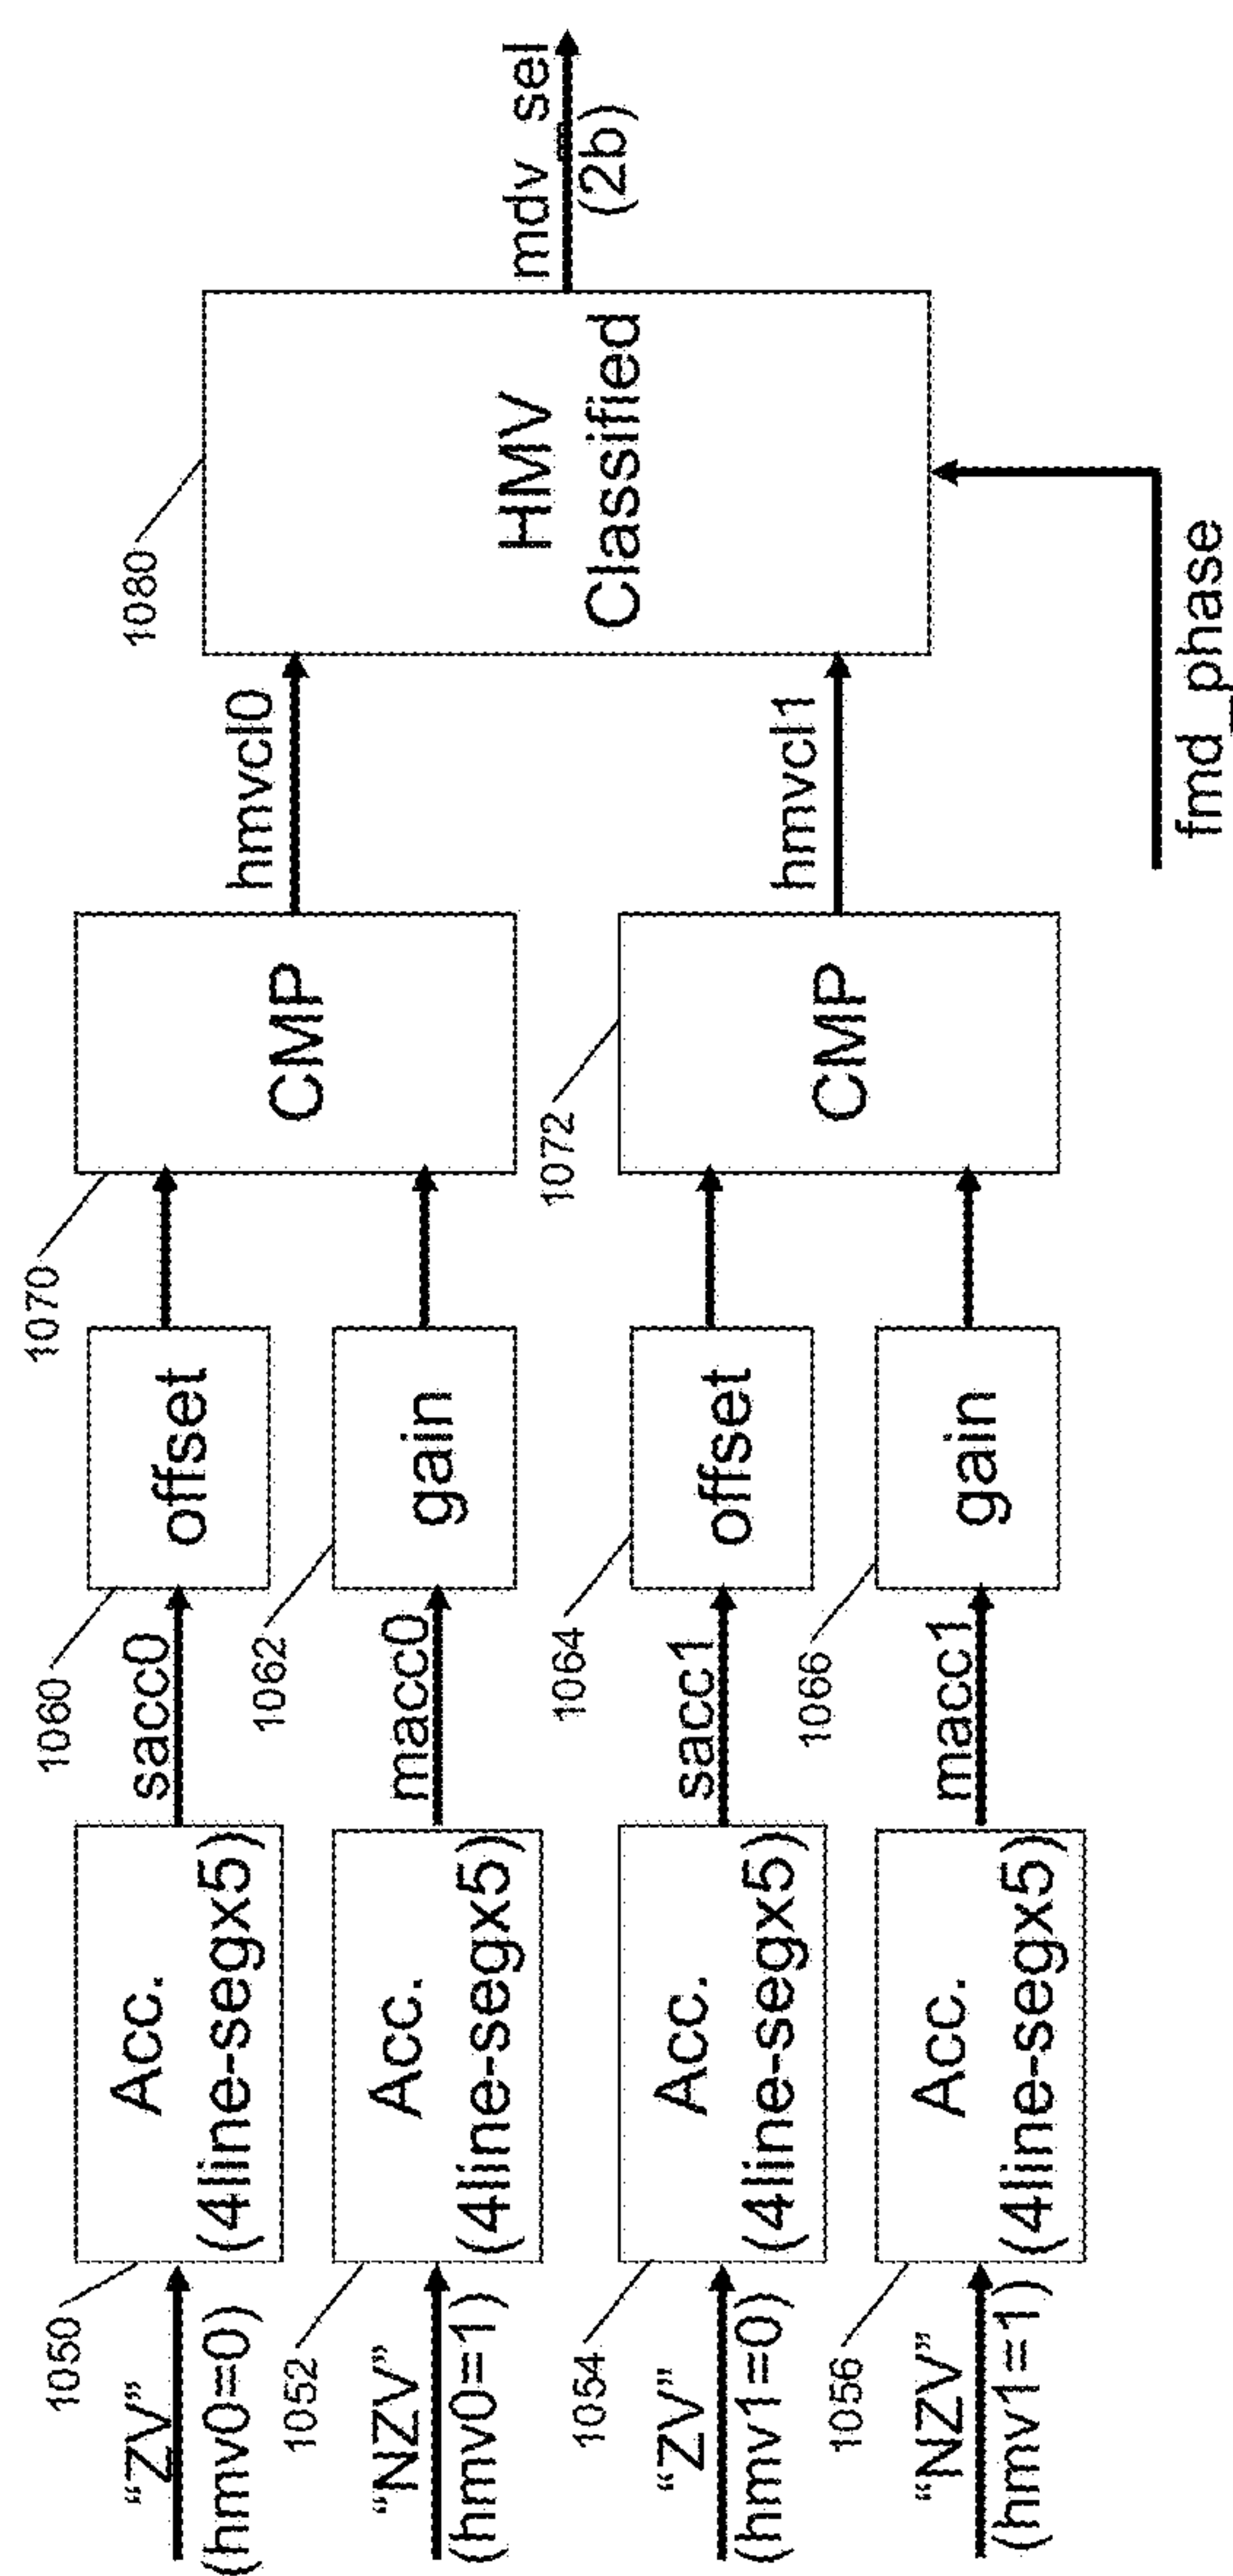 1050
"ZV"
(hmv0=0)
Acc.
(4line-segx5)
sacc0
1060
offset
1052
"NZV"
(hmv0=1)
Acc.
(4line-segx5)
macc0
1062
gain
1070
CMP
hmvcl0
1054
"ZV"
(hmv1=0)
Acc.
(4line-segx5)
sacc1
1064
offset
1056
"NZV"
(hmv1=1)
Acc.
(4line-segx5)
macc1
1066
gain
1072
CMP
hmvcl1
1080
HMV
Classified
fmd_phase
mdv_sel
(2b)